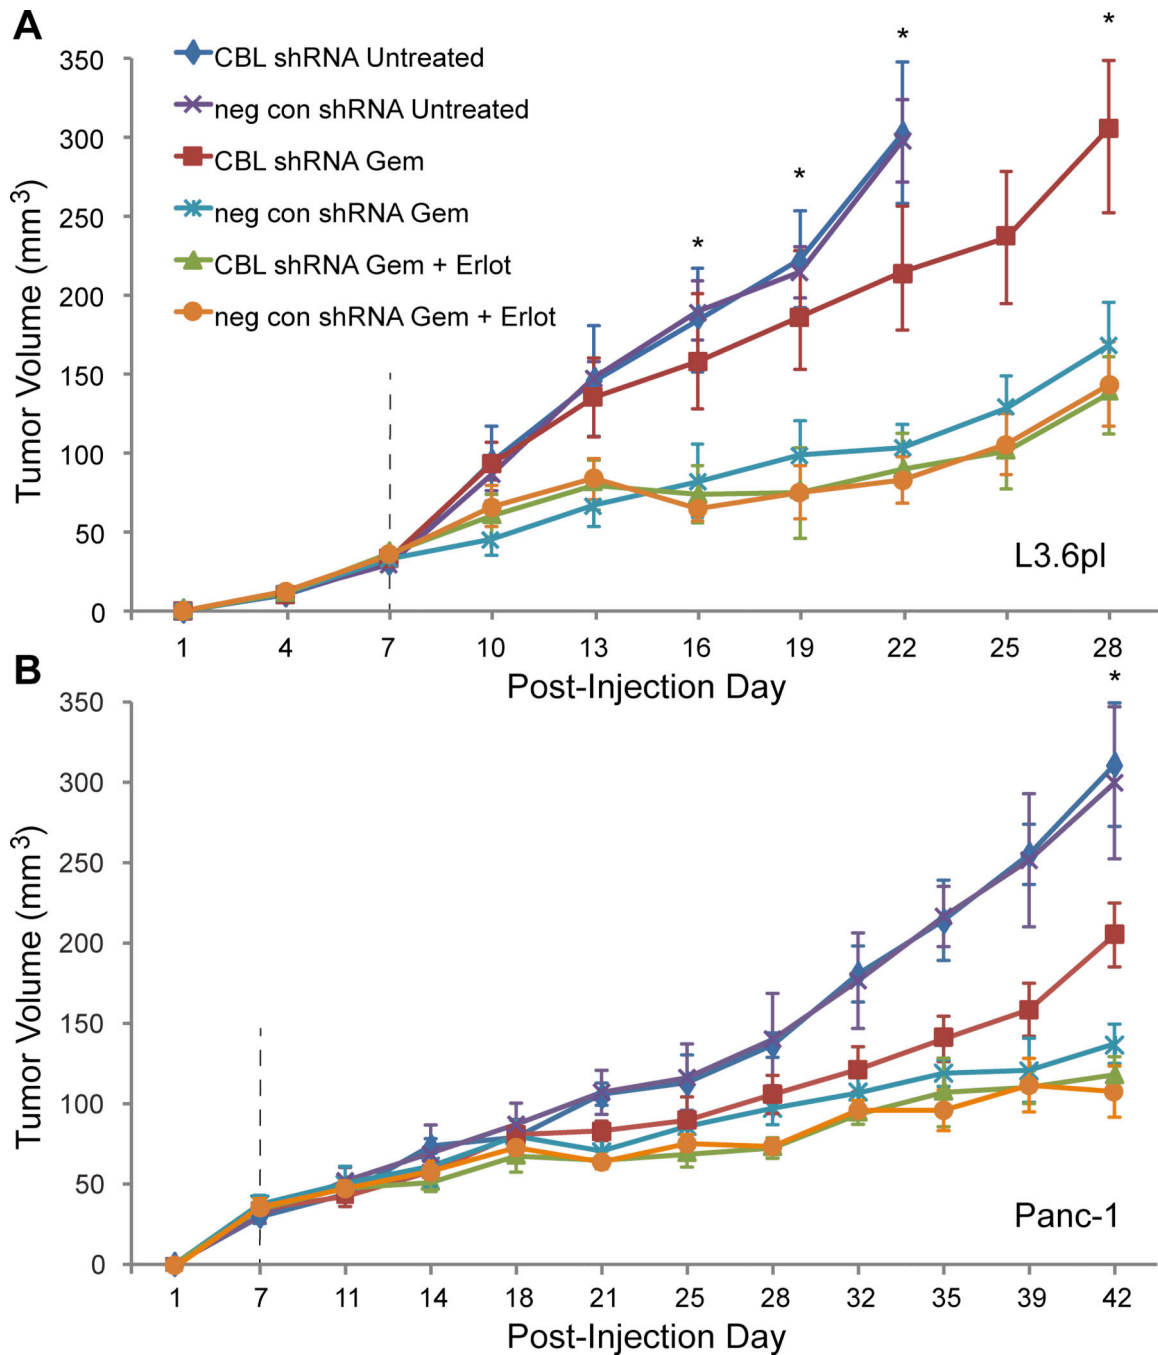 A
* *
350
CBL shRNA Untreated
neg con shRNA Untreated
300
CBL shRNA Gem
250
neg con shRNA Gem
*
*
CBL shRNA Gem + Erlot
200
neg con shRNA Gem + Erlot
150
100
50
0
Tumor Volume (mm³)
L3.6pl
1 4 7 10 13 16 19 22 25 28
Post-Injection Day
B
*
350
300
250
200
150
100
50
0
Tumor Volume (mm³)
Panc-1
1 7 11 14 18 21 25 28 32 35 39 42
Post-Injection Day